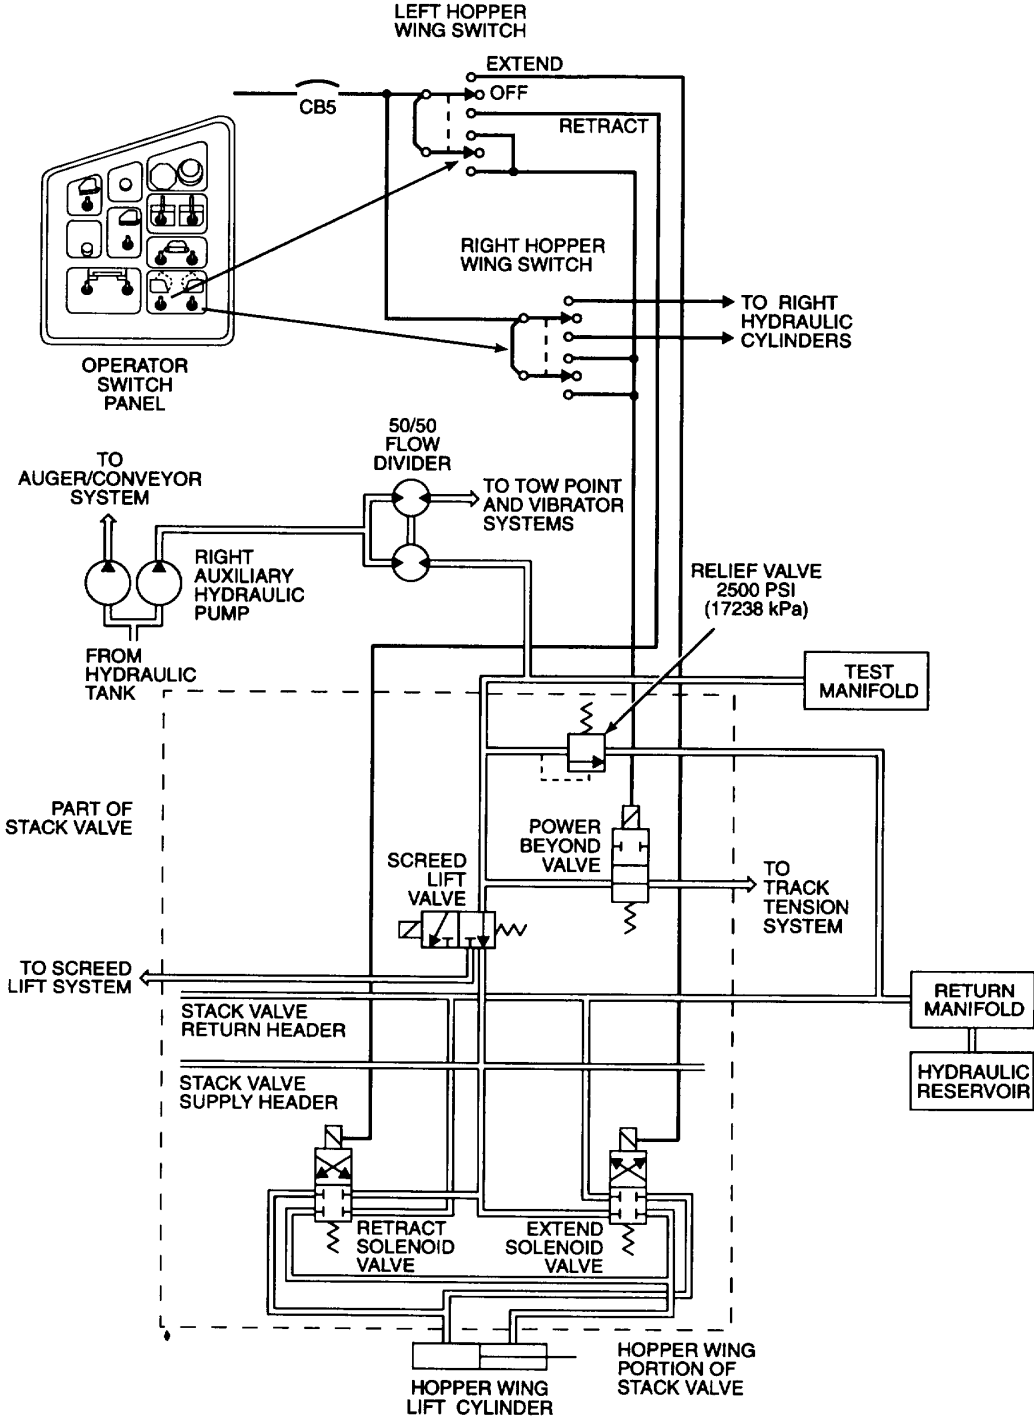 LEFT HOPPER
WING SWITCH
EXTEND
OFF
CB5
RETRACT
RIGHT HOPPER
WING SWITCH
TO RIGHT
HYDRAULIC
CYLINDERS
OPERATOR
SWITCH
PANEL
50/50
FLOW
DIVIDER
TO
AUGER/CONVEYOR
SYSTEM
TO TOW POINT
AND VIBRATOR
SYSTEMS
RIGHT
AUXILIARY
HYDRAULIC
PUMP
RELIEF VALVE
2500 PSI
(17238 kPa)
FROM
HYDRAULIC
TANK
TEST
MANIFOLD
PART OF
STACK VALVE
POWER
BEYOND
VALVE
SCREED
LIFT
VALVE
TO
TRACK
TENSION
SYSTEM
TO SCREED
LIFT SYSTEM
STACK VALVE
RETURN HEADER
RETURN
MANIFOLD
STACK VALVE
SUPPLY HEADER
HYDRAULIC
RESERVOIR
RETRACT
SOLENOID
VALVE
EXTEND
SOLENOID
VALVE
HOPPER WING
PORTION OF
STACK VALVE
HOPPER WING
LIFT CYLINDER